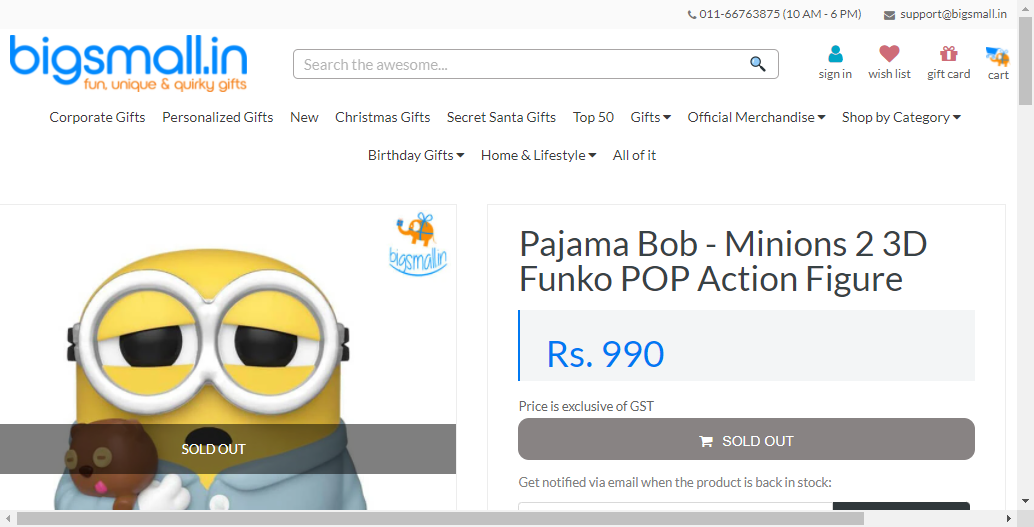 011-66763875 (10 AM - 6 PM) support@bigsmall.in
bigsmall.in
fun, unique & quirky gifts
Search the awesome...
sign in wish list gift card cart
Corporate Gifts Personalized Gifts New Christmas Gifts Secret Santa Gifts Top 50 Gifts Official Merchandise Shop by Category
Birthday Gifts Home & Lifestyle All of it
bigsmall.in
Pajama Bob - Minions 2 3D
Funko POP Action Figure
Rs. 990
Price is exclusive of GST
SOLD OUT
SOLD OUT
Get notified via email when the product is back in stock: